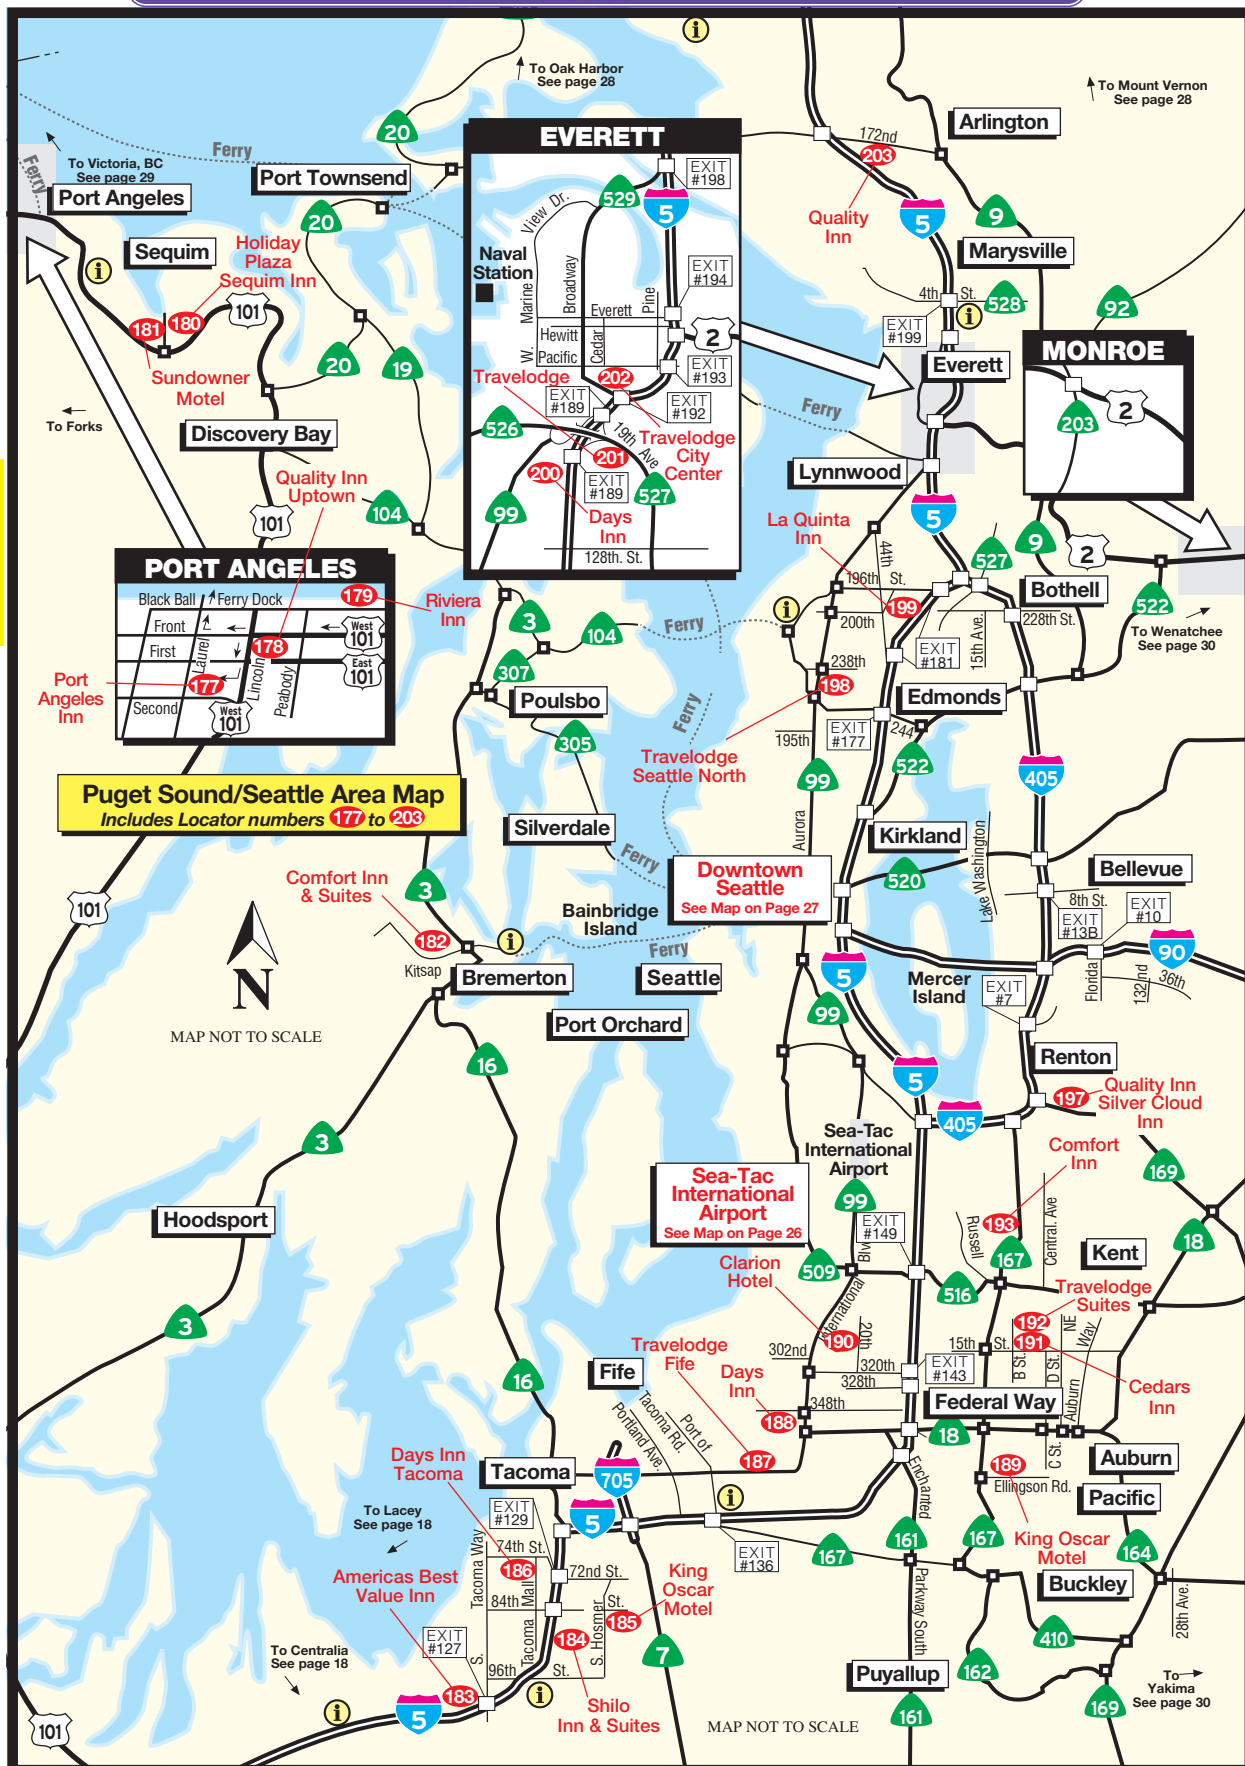 To Oak Harbor
See page 28
To Mount Vernon
See page 28
Arlington
172nd
203
Quality
Inn
5
9
Marysville
4th St.
528
92
EXIT
#199
Everett
20
Ferry
To Victoria, BC
See page 29
Ferry
Port Angeles
Port Townsend
20
Sequim
Holiday
Plaza
Sequim Inn
101
181
180
Sundowner
Motel
20
19
To Forks
Discovery Bay
Quality Inn
Uptown
101
104
EVERETT
EXIT
#198
529
5
View Dr.
Naval
Station
EXIT
#194
Marine
Broadway
Pine
Everett
Hewitt
Pacific
Cedar
W.
2
EXIT
#193
Travelodge
202
EXIT
#189
EXIT
#192
526
19th Ave
Travelodge
City
Center
201
200
EXIT
#189
527
99
Days
Inn
128th. St.
MONROE
2
203
Ferry
Lynnwood
5
La Quinta
Inn
44th
196th St.
199
200th
527
9
2
Bothell
522
228th St.
15th Ave.
EXIT
#181
To Wenatchee
See page 30
PORT ANGELES
Black Ball
Ferry Dock
179
Riviera
Inn
Front
First
Second
Laurel
Lincoln
Peabody
178
177
West
101
East
101
West
101
Port
Angeles
Inn
3
104
Ferry
307
Poulsbo
305
Ferry
238th
198
Edmonds
EXIT
#177
244
195th
522
Travelodge
Seattle North
99
405
Puget Sound/Seattle Area Map
Includes Locator numbers 177 to 203
Silverdale
Ferry
Aurora
Kirkland
520
Lake Washington
Bellevue
8th St.
EXIT
#10
EXIT
#13B
Downtown
Seattle
See Map on Page 27
Comfort Inn
& Suites
3
101
182
Kitsap
Bainbridge
Island
Ferry
Bremerton
Seattle
N
MAP NOT TO SCALE
Port Orchard
5
99
Mercer
Island
EXIT
#7
90
Florida
132nd
36th
Renton
16
5
405
197
Quality Inn
Silver Cloud
Inn
3
Sea-Tac
International
Airport
Comfort
Inn
169
Sea-Tac
International
Airport
See Map on Page 26
99
Hoodsport
EXIT
#149
Blv
Russell
193
167
Central. Ave
18
Kent
Clarion
Hotel
509
516
International
Travelodge
Suites
3
190
20th
192
191
NE
Way
302nd
320th
328th
15th St.
B St.
D St.
Auburn
Travelodge
Fife
Days
Inn
EXIT
#143
Cedars
Inn
Fife
16
348th
188
Federal Way
18
C St.
Tacoma Rd.
Port of
Portland Ave.
187
Auburn
Days Inn
Tacoma
Tacoma
705
189
Ellingson Rd.
Enchanted
Pacific
To Lacey
See page 18
EXIT
#129
5
EXIT
#136
167
161
167
King Oscar
Motel
164
74th St.
186
72nd St.
Tacoma Way
Mall
84th St.
Americas Best
Value Inn
King
Oscar
Motel
185
S. Hosmer
Buckley
Parkway South
28th Ave.
184
EXIT
#127
Tacoma
S.
96th St.
410
7
To Centralia
See page 18
183
Puyallup
162
To
Yakima
See page 30
101
5
Shilo
Inn & Suites
MAP NOT TO SCALE
161
169